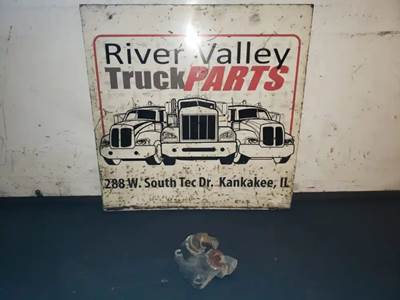 River Valley
TruckPARTS
288 W. South Tec Dr. Kankakee, IL